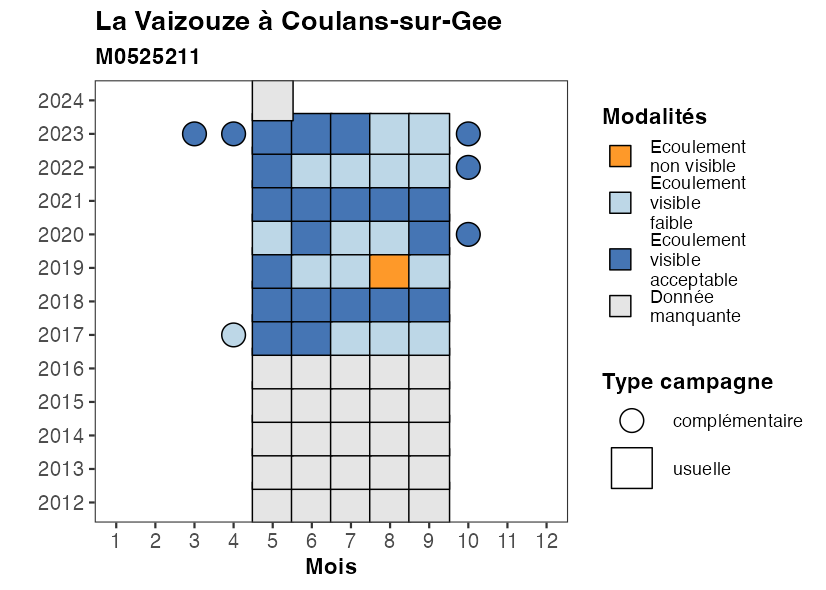 La Vaizouze à Coulans-sur-Gee
M0525211
2024
2023
2022
2021
2020
2019
2018
2017
2016
2015
2014
2013
2012
1 2 3 4 5 6 7 8 9 10 11 12
Mois
Modalités
Ecoulement
non visible
Ecoulement
visible
faible
Ecoulement
visible
acceptable
Donnée
manquante
Type campagne
complémentaire
usuelle